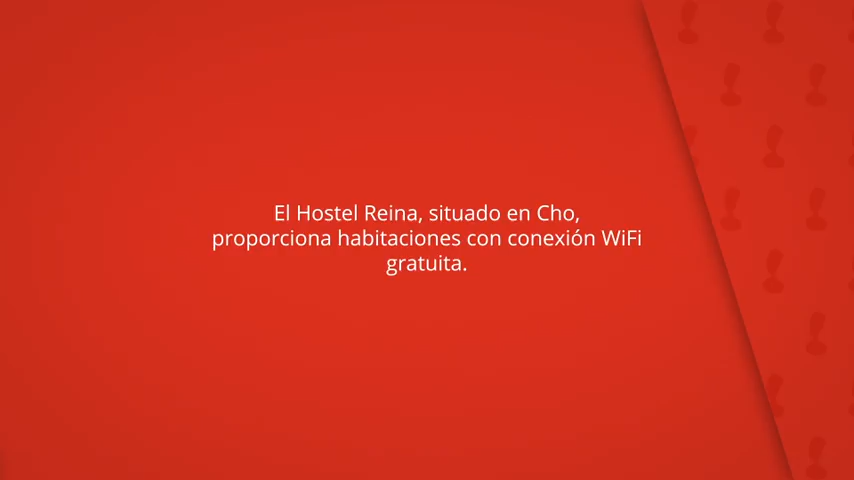 El Hostel Reina, situado en Cho,
proporciona habitaciones con conexión WiFi
gratuita.